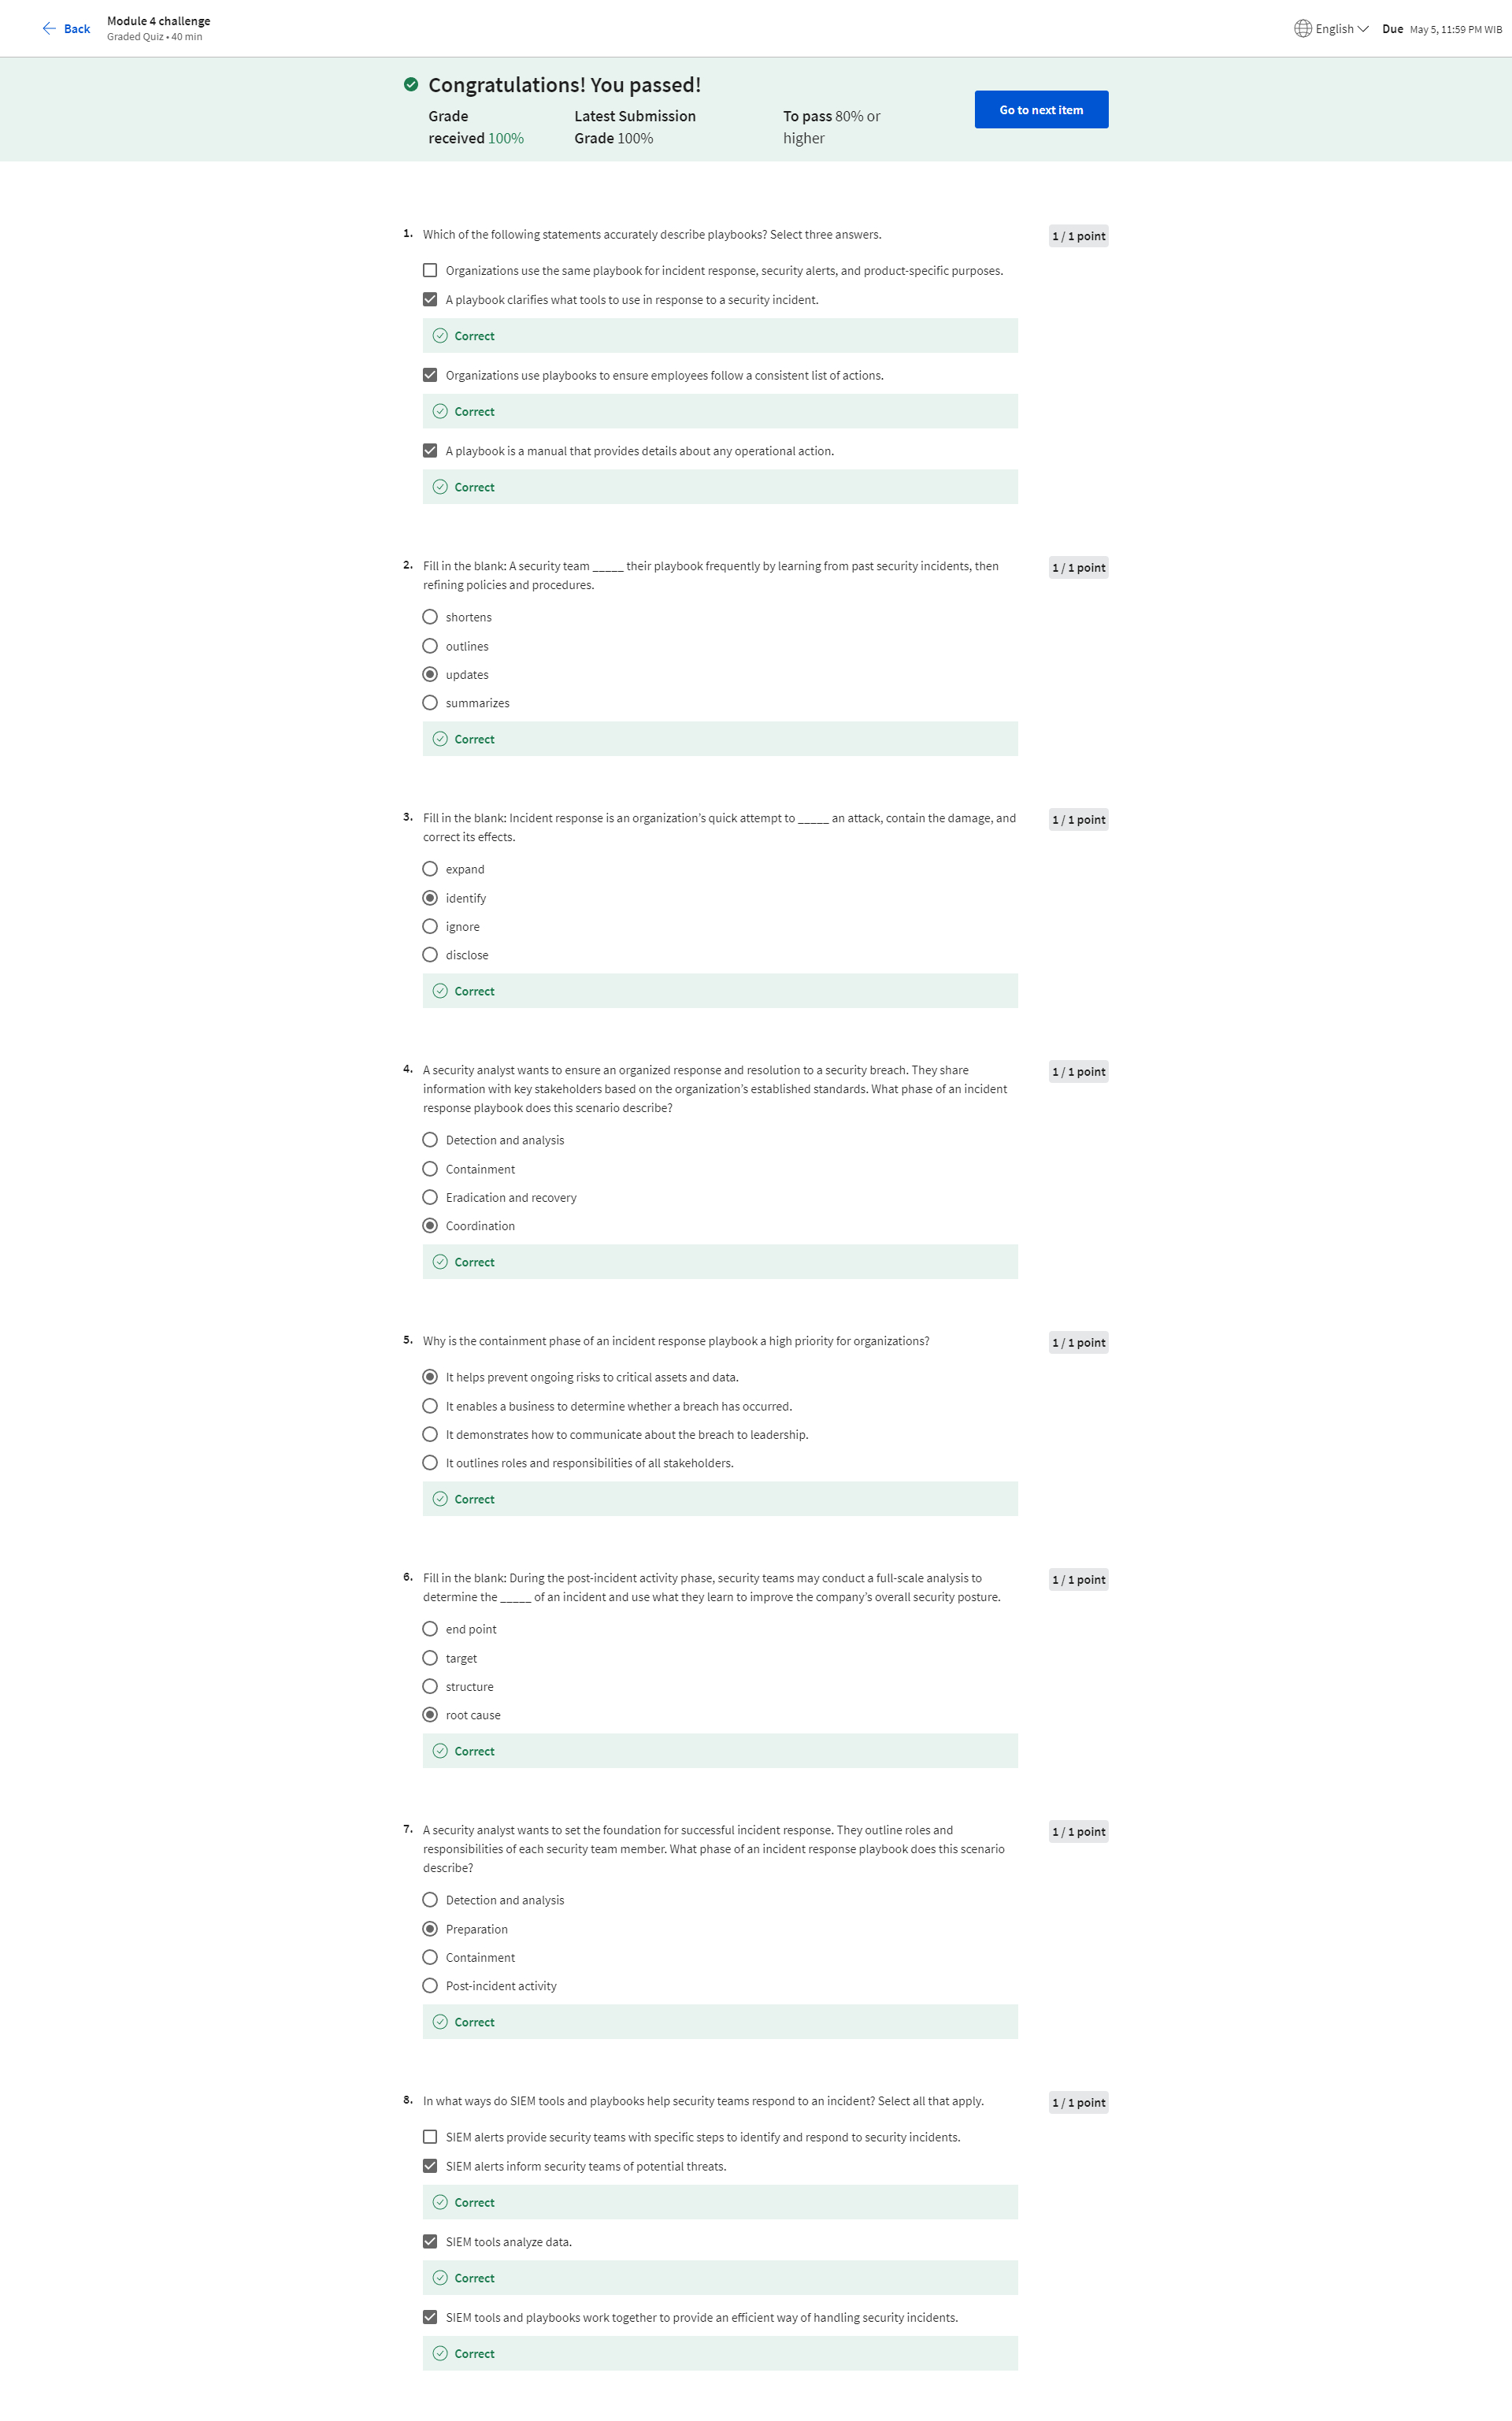 Back
Module 4 challenge
Graded Quiz • 40 min
English
Due May 5, 11:59 PM WIB
Congratulations! You passed!
Grade received 100%
Latest Submission Grade 100%
To pass 80% or higher
Go to next item
1. Which of the following statements accurately describe playbooks? Select three answers.
1 / 1 point
Organizations use the same playbook for incident response, security alerts, and product-specific purposes.
A playbook clarifies what tools to use in response to a security incident.
Correct
Organizations use playbooks to ensure employees follow a consistent list of actions.
Correct
A playbook is a manual that provides details about any operational action.
Correct
2. Fill in the blank: A security team _____ their playbook frequently by learning from past security incidents, then
refining policies and procedures.
1 / 1 point
shortens
outlines
updates
summarizes
Correct
3. Fill in the blank: Incident response is an organization’s quick attempt to _____ an attack, contain the damage, and
correct its effects.
1 / 1 point
expand
identify
ignore
disclose
Correct
4. A security analyst wants to ensure an organized response and resolution to a security breach. They share
information with key stakeholders based on the organization’s established standards. What phase of an incident
response playbook does this scenario describe?
1 / 1 point
Detection and analysis
Containment
Eradication and recovery
Coordination
Correct
5. Why is the containment phase of an incident response playbook a high priority for organizations?
1 / 1 point
It helps prevent ongoing risks to critical assets and data.
It enables a business to determine whether a breach has occurred.
It demonstrates how to communicate about the breach to leadership.
It outlines roles and responsibilities of all stakeholders.
Correct
6. Fill in the blank: During the post-incident activity phase, security teams may conduct a full-scale analysis to
determine the _____ of an incident and use what they learn to improve the company’s overall security posture.
1 / 1 point
end point
target
structure
root cause
Correct
7. A security analyst wants to set the foundation for successful incident response. They outline roles and
responsibilities of each security team member. What phase of an incident response playbook does this scenario
describe?
1 / 1 point
Detection and analysis
Preparation
Containment
Post-incident activity
Correct
8. In what ways do SIEM tools and playbooks help security teams respond to an incident? Select all that apply.
1 / 1 point
SIEM alerts provide security teams with specific steps to identify and respond to security incidents.
SIEM alerts inform security teams of potential threats.
Correct
SIEM tools analyze data.
Correct
SIEM tools and playbooks work together to provide an efficient way of handling security incidents.
Correct